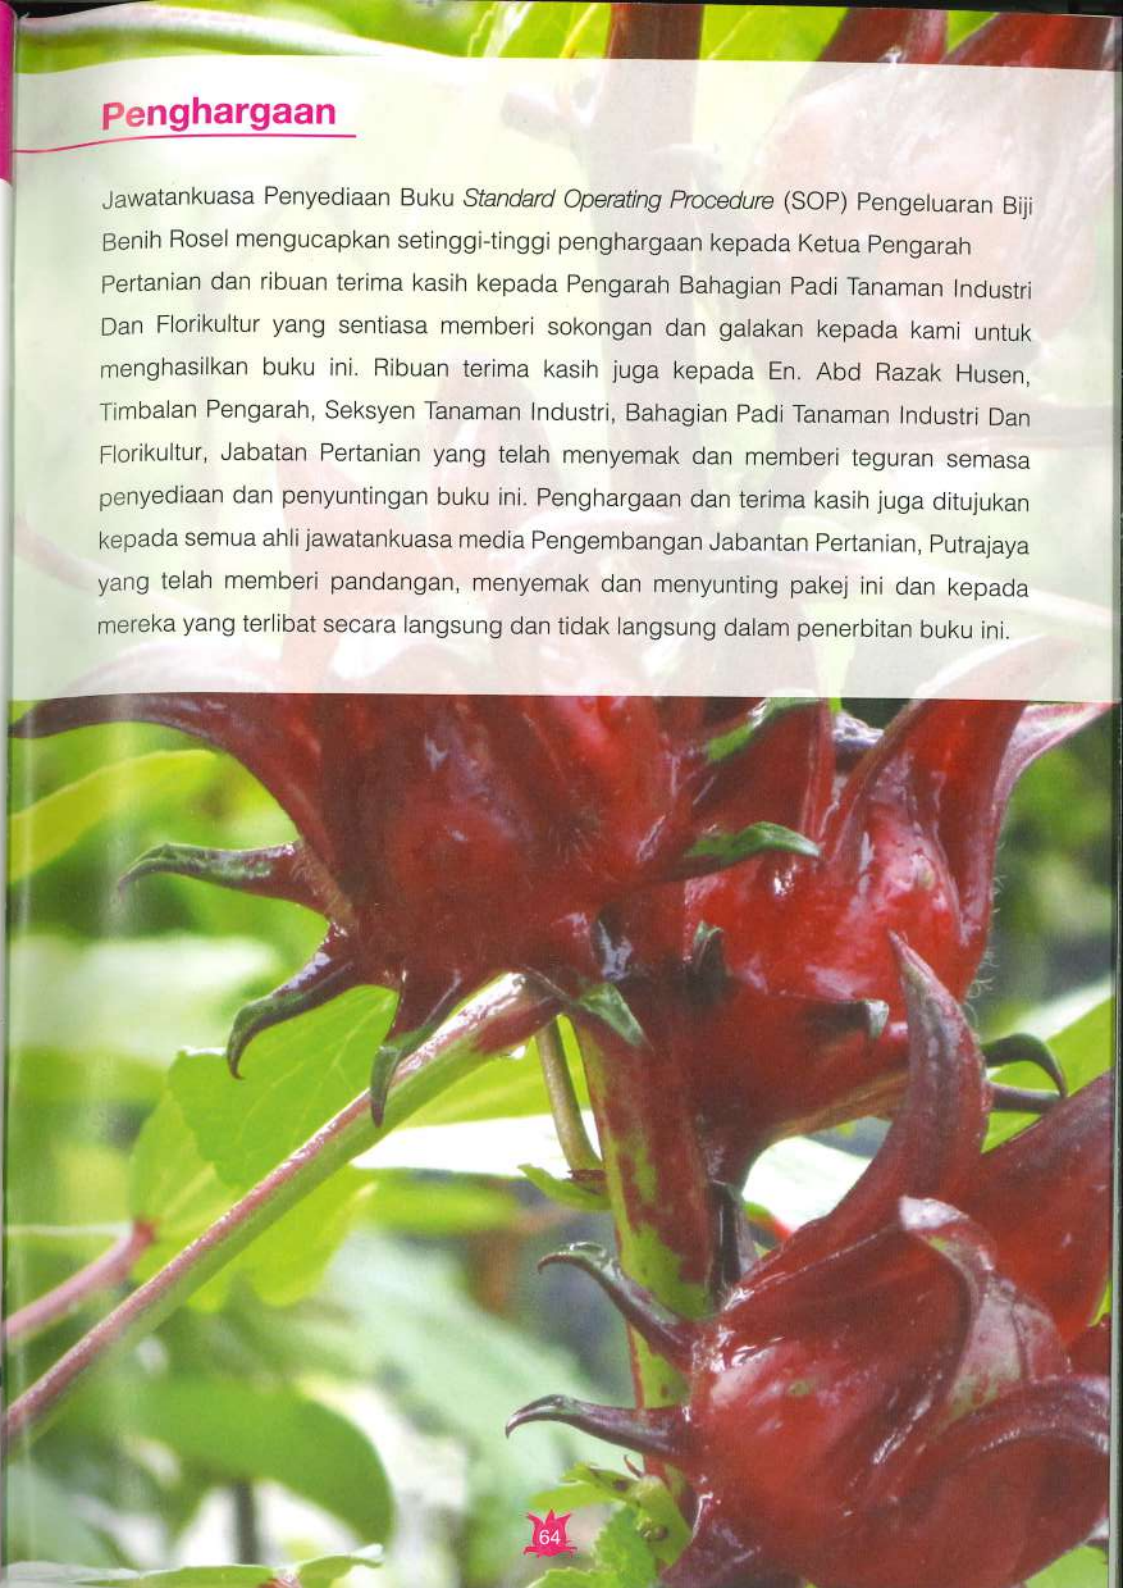 Penghargaan
Jawatankuasa Penyediaan Buku Standard Operating Procedure (SOP) Pengeluaran Biji
Benih Rosel mengucapkan setinggi-tinggi penghargaan kepada Ketua Pengarah
Pertanian dan ribuan terima kasih kepada Pengarah Bahagian Padi Tanaman Industri
Dan Florikultur yang sentiasa memberi sokongan dan galakan kepada kami untuk
menghasilkan buku ini. Ribuan terima kasih juga kepada En. Abd Razak Husen,
Timbalan Pengarah, Seksyen Tanaman Industri, Bahagian Padi Tanaman Industri Dan
Florikultur, Jabatan Pertanian yang telah menyemak dan memberi teguran semasa
penyediaan dan penyuntingan buku ini. Penghargaan dan terima kasih juga ditujukan
kepada semua ahli jawatankuasa media Pengembangan Jabantan Pertanian, Putrajaya
yang telah memberi pandangan, menyemak dan menyunting pakej ini dan kepada
mereka yang terlibat secara langsung dan tidak langsung dalam penerbitan buku ini.
64